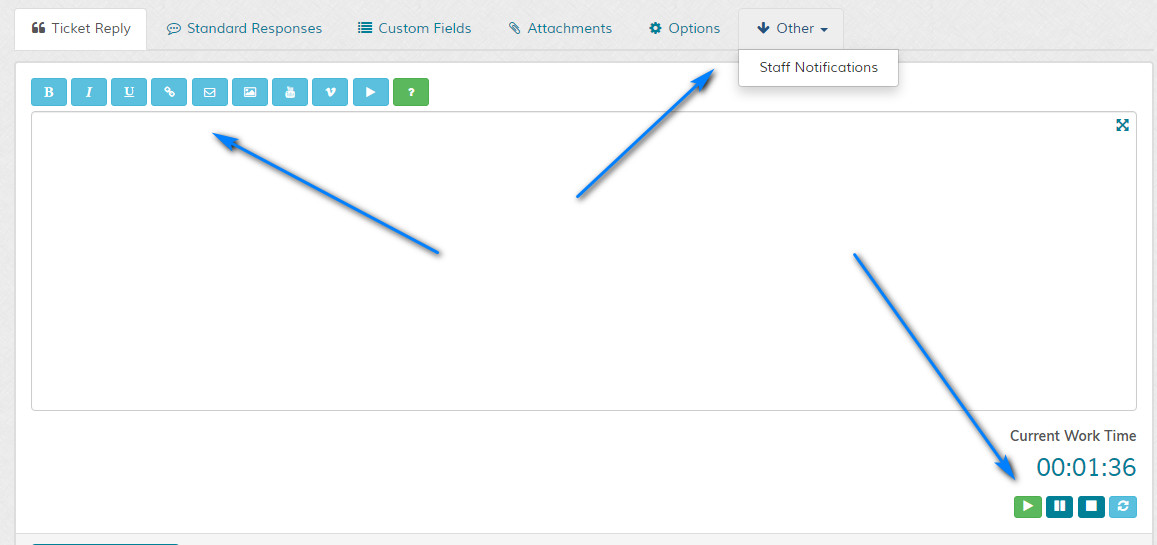 Ticket Reply Standard Responses Custom Fields Attachments Options Other
Staff Notifications
B I U ?
Current Work Time
00:01:36